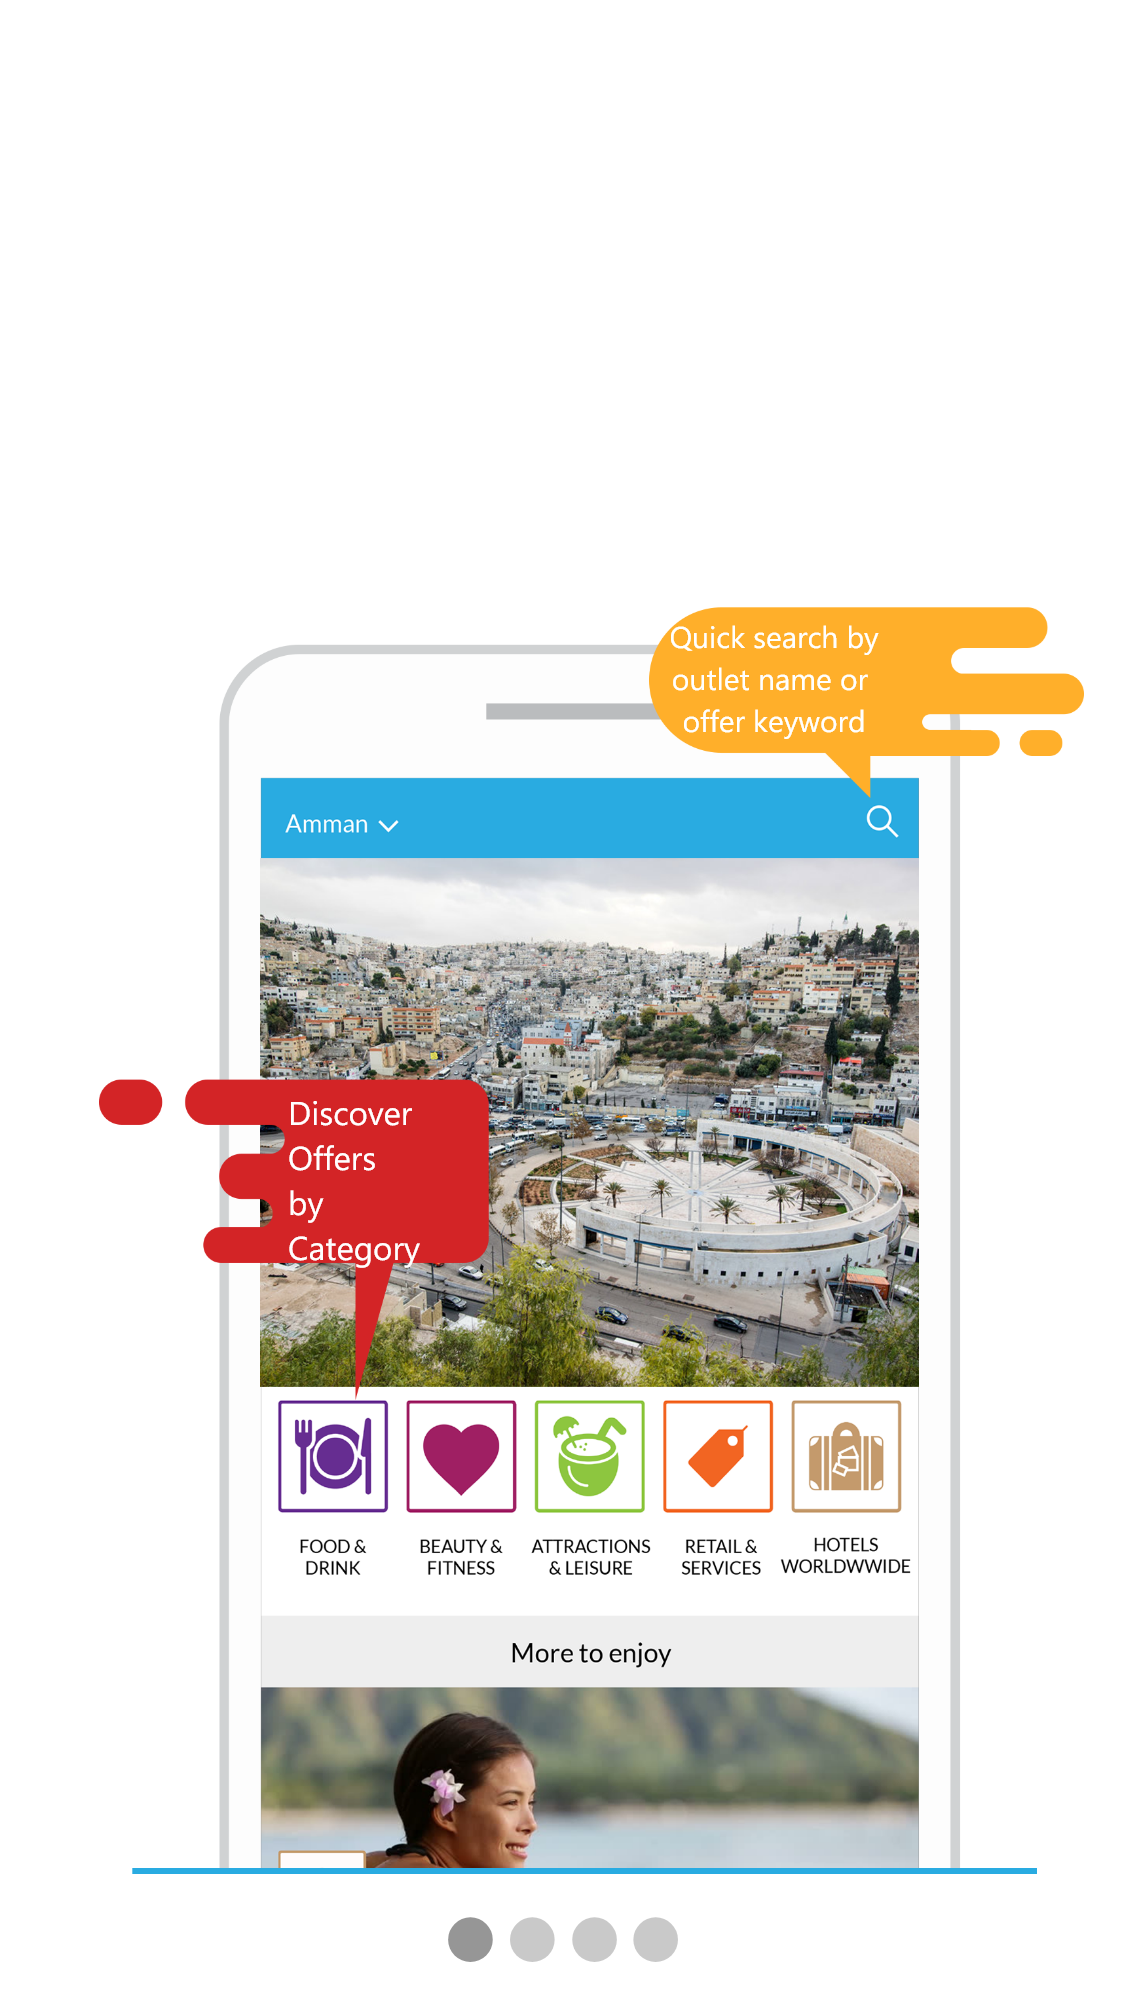 Quick search by
outlet name or
offer keyword
Amman
Discover
Offers
by
Category
FOOD &
DRINK
BEAUTY &
FITNESS
ATTRACTIONS
& LEISURE
RETAIL &
SERVICES
HOTELS
WORLDWWIDE
More to enjoy